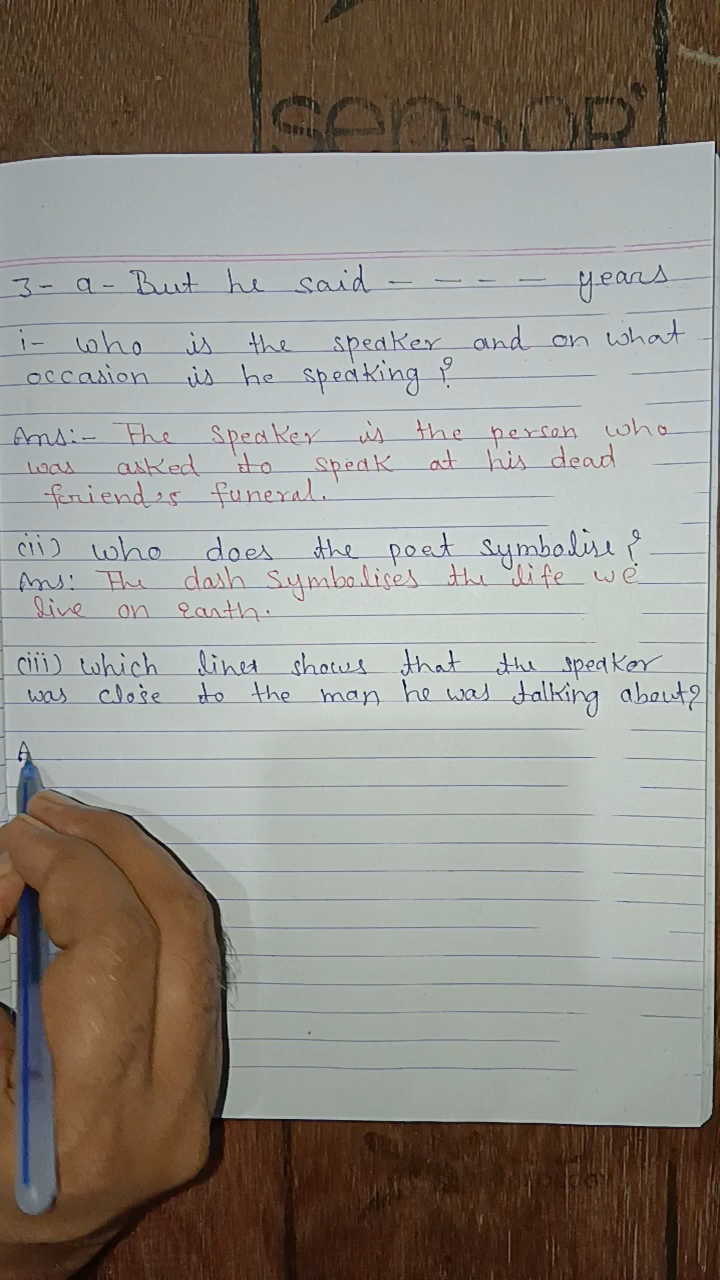 sensor
3- a- But he said - - - - years
i- who is the speaker and on what
occasion is he speaking?
Ans:- The speaker is the person who
was asked to speak at his dead
friend's funeral.
(ii) who does the poet symbolise?
Ans: The dash symbolises the life we
live on earth.
(iii) which lines shows that the speaker
was close to the man he was talking about?
A